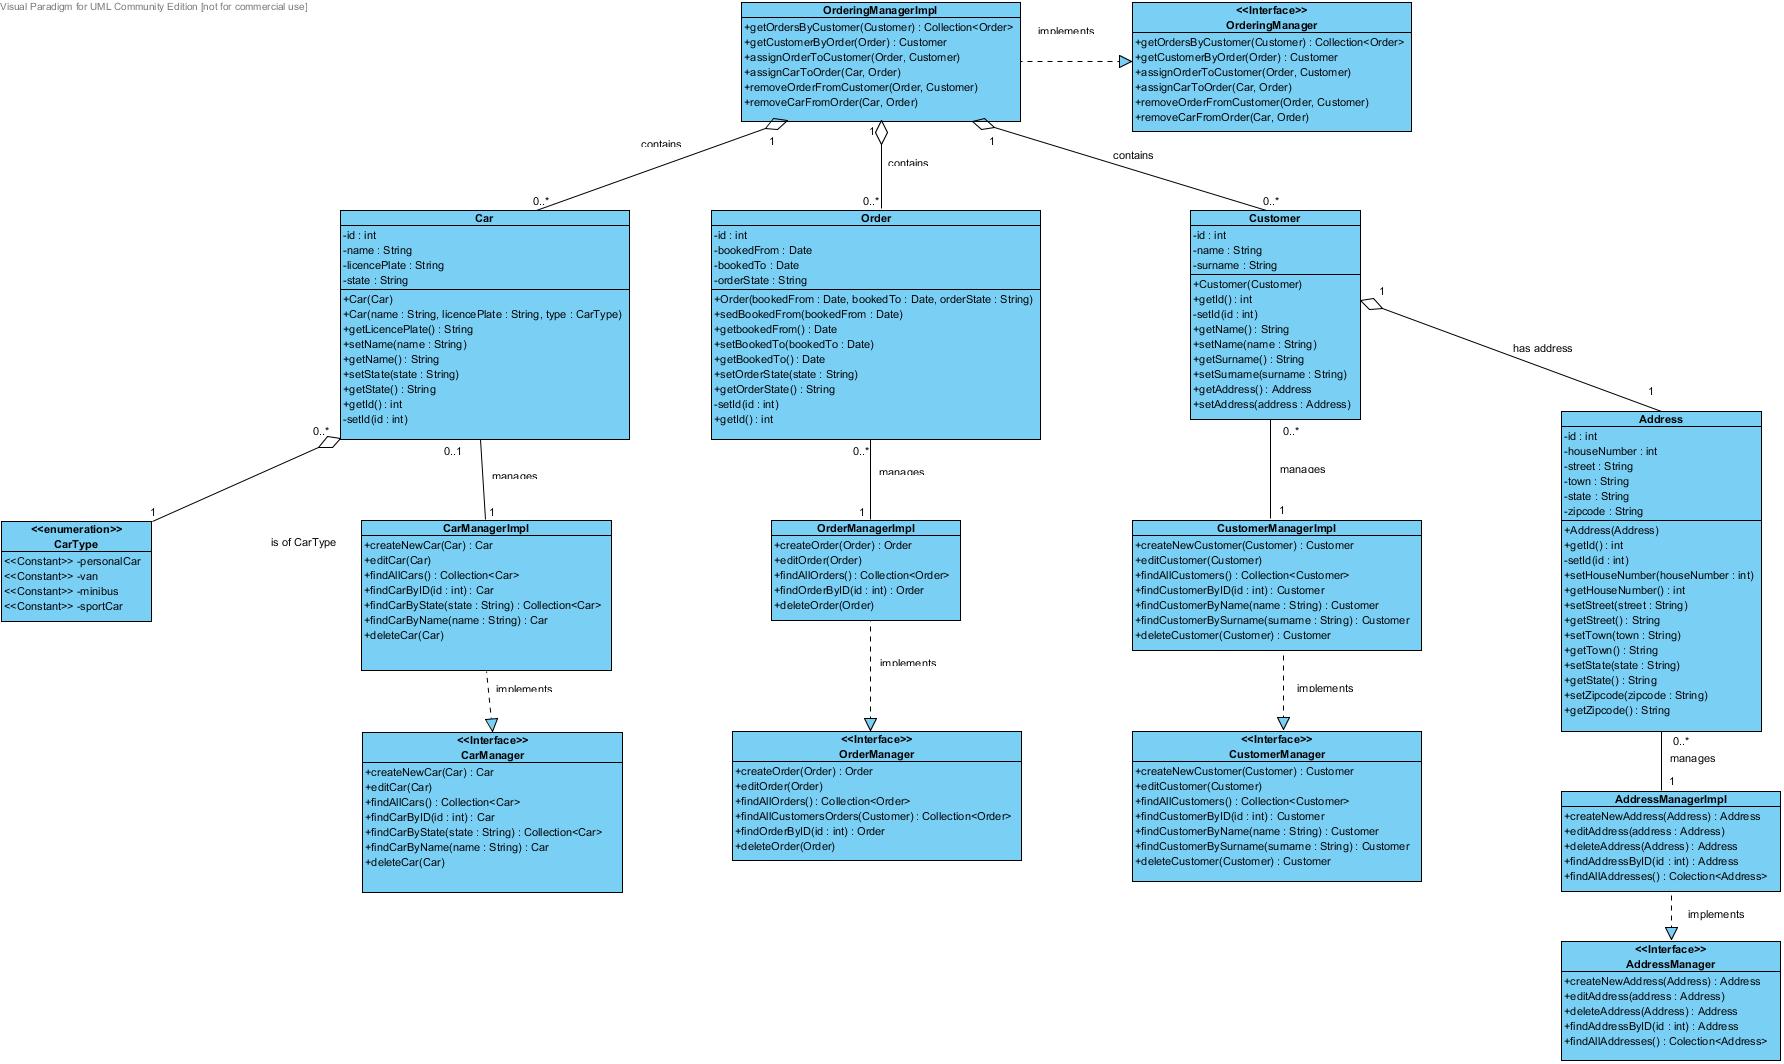 Visual Paradigm for UML Community Edition [not for commercial use]
OrderingManagerImpl
+getOrdersByCustomer(Customer) : Collection<Order>
+getCustomerByOrder(Order) : Customer
+assignOrderToCustomer(Order, Customer)
+assignCarToOrder(Car, Order)
+removeOrderFromCustomer(Order, Customer)
+removeCarFromOrder(Car, Order)
implements
<<Interface>>
OrderingManager
+getOrdersByCustomer(Customer) : Collection<Order>
+getCustomerByOrder(Order) : Customer
+assignOrderToCustomer(Order, Customer)
+assignCarToOrder(Car, Order)
+removeOrderFromCustomer(Order, Customer)
+removeCarFromOrder(Car, Order)
contains
1
0..*
1
contains
0..*
1
contains
0..*
Car
-id : int
-name : String
-licencePlate : String
-state : String
+Car(Car)
+Car(name : String, licencePlate : String, type : CarType)
+getLicencePlate() : String
+setName(name : String)
+getName() : String
+setState(state : String)
+getState() : String
+getId() : int
-setId(id : int)
Order
-id : int
-bookedFrom : Date
-bookedTo : Date
-orderState : String
+Order(bookedFrom : Date, bookedTo : Date, orderState : String)
+sedBookedFrom(bookedFrom : Date)
+getbookedFrom() : Date
+setBookedTo(bookedTo : Date)
+getBookedTo() : Date
+setOrderState(state : String)
+getOrderState() : String
-setId(id : int)
+getId() : int
Customer
-id : int
-name : String
-surname : String
+Customer(Customer)
+getId() : int
-setId(id : int)
+getName() : String
+setName(name : String)
+getSurname() : String
+setSurname(surname : String)
+getAddress() : Address
+setAddress(address : Address)
1
has address
1
Address
-id : int
-houseNumber : int
-street : String
-town : String
-state : String
-zipcode : String
+Address(Address)
+getId() : int
-setId(id : int)
+setHouseNumber(houseNumber : int)
+getHouseNumber() : int
+setStreet(street : String)
+getStreet() : String
+setTown(town : String)
+getTown() : String
+setState(state : String)
+getState() : String
+setZipcode(zipcode : String)
+getZipcode() : String
0..*
1
is of CarType
<<enumeration>>
CarType
<<Constant>> -personalCar
<<Constant>> -van
<<Constant>> -minibus
<<Constant>> -sportCar
0..1
manages
1
CarManagerImpl
+createNewCar(Car) : Car
+editCar(Car)
+findAllCars() : Collection<Car>
+findCarByID(id : int) : Car
+findCarByState(state : String) : Collection<Car>
+findCarByName(name : String) : Car
+deleteCar(Car)
0..*
manages
1
OrderManagerImpl
+createOrder(Order) : Order
+editOrder(Order)
+findAllOrders() : Collection<Order>
+findOrderByID(id : int) : Order
+deleteOrder(Order)
0..*
manages
1
CustomerManagerImpl
+createNewCustomer(Customer) : Customer
+editCustomer(Customer)
+findAllCustomers() : Collection<Customer>
+findCustomerByID(id : int) : Customer
+findCustomerByName(name : String) : Customer
+findCustomerBySurname(surname : String) : Customer
+deleteCustomer(Customer) : Customer
implements
<<Interface>>
CarManager
+createNewCar(Car) : Car
+editCar(Car)
+findAllCars() : Collection<Car>
+findCarByID(id : int) : Car
+findCarByState(state : String) : Collection<Car>
+findCarByName(name : String) : Car
+deleteCar(Car)
implements
<<Interface>>
OrderManager
+createOrder(Order) : Order
+editOrder(Order)
+findAllOrders() : Collection<Order>
+findAllCustomersOrders(Customer) : Collection<Order>
+findOrderByID(id : int) : Order
+deleteOrder(Order)
implements
<<Interface>>
CustomerManager
+createNewCustomer(Customer) : Customer
+editCustomer(Customer)
+findAllCustomers() : Collection<Customer>
+findCustomerByID(id : int) : Customer
+findCustomerByName(name : String) : Customer
+findCustomerBySurname(surname : String) : Customer
+deleteCustomer(Customer) : Customer
0..*
manages
1
AddressManagerImpl
+createNewAddress(Address) : Address
+editAddress(address : Address)
+deleteAddress(Address) : Address
+findAddressByID(id : int) : Address
+findAllAddresses() : Colection<Address>
implements
<<Interface>>
AddressManager
+createNewAddress(Address) : Address
+editAddress(address : Address)
+deleteAddress(Address) : Address
+findAddressByID(id : int) : Address
+findAllAddresses() : Colection<Address>